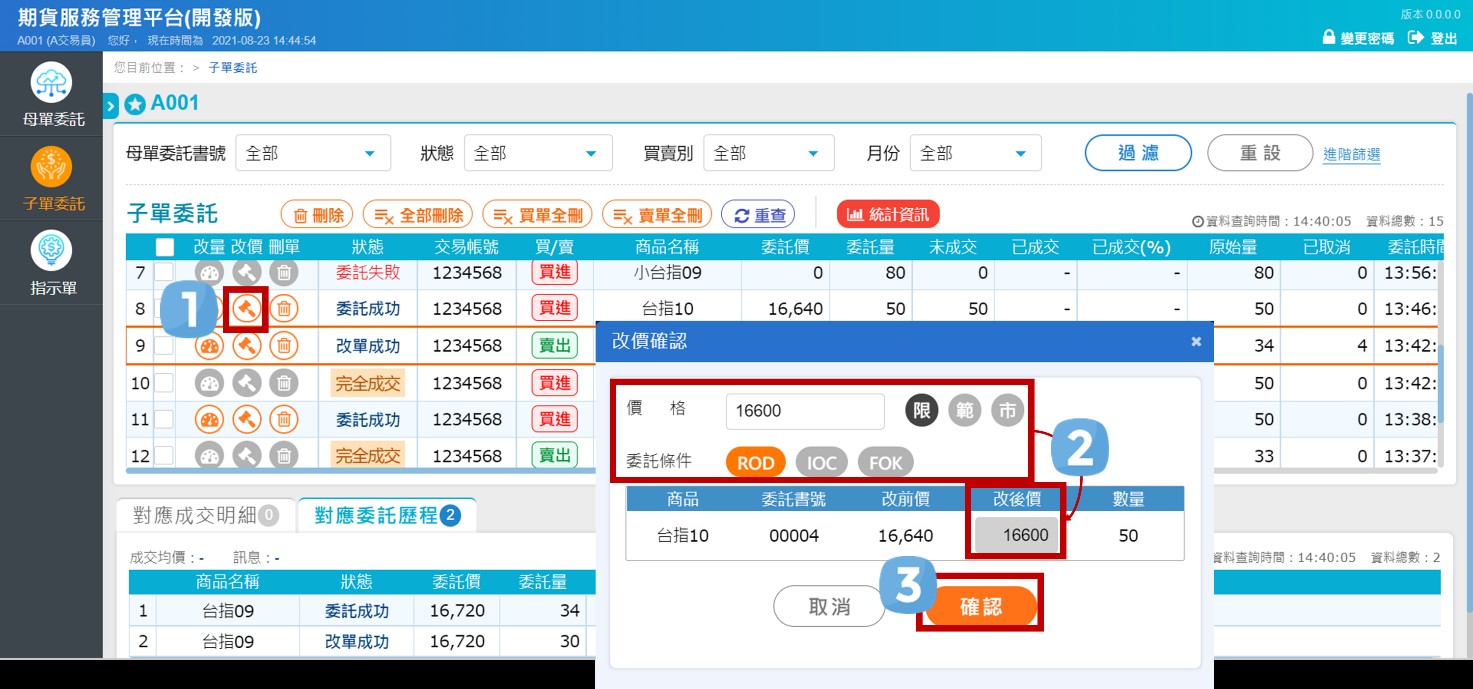 期貨服務管理平台(開發版)
版本 0.0.0.0
A001 (A交易員) 您好， 現在時間為 2021-08-23 14:44:54
變更密碼 登出
您目前位置： > 子單委託
母單委託
子單委託
指示單
A001
母單委託書號 全部 狀態 全部 買賣別 全部 月份 全部 過濾 重設 進階篩選
子單委託 刪除 全部刪除 買單全刪 賣單全刪 重查 統計資訊
資料查詢時間：14:40:05 資料總數：15
改量 改價 刪單 狀態 交易帳號 買/賣 商品名稱 委託價 委託量 未成交 已成交 已成交(%) 原始量 已取消 委託時間
7 委託失敗 1234568 買進 小台指09 0 80 0 - - 80 0 13:56:
8 委託成功 1234568 買進 台指10 16,640 50 50 - - 50 0 13:46:
9 改單成功 1234568 賣出 34 4 13:42:
10 完全成交 1234568 買進 50 0 13:42:
11 委託成功 1234568 買進 50 0 13:38:
12 完全成交 1234568 賣出 33 0 13:37:
1
改價確認 ×
價 格 16600 限 範 市
委託條件 ROD IOC FOK
2
商品 委託書號 改前價 改後價 數量
台指10 00004 16,640 16600 50
3
取消 確認
對應成交明細 0 對應委託歷程 2
成交均價：- 訊息：-
資料查詢時間：14:40:05 資料總數：2
商品名稱 狀態 委託價 委託量
1 台指09 委託成功 16,720 34
2 台指09 改單成功 16,720 30